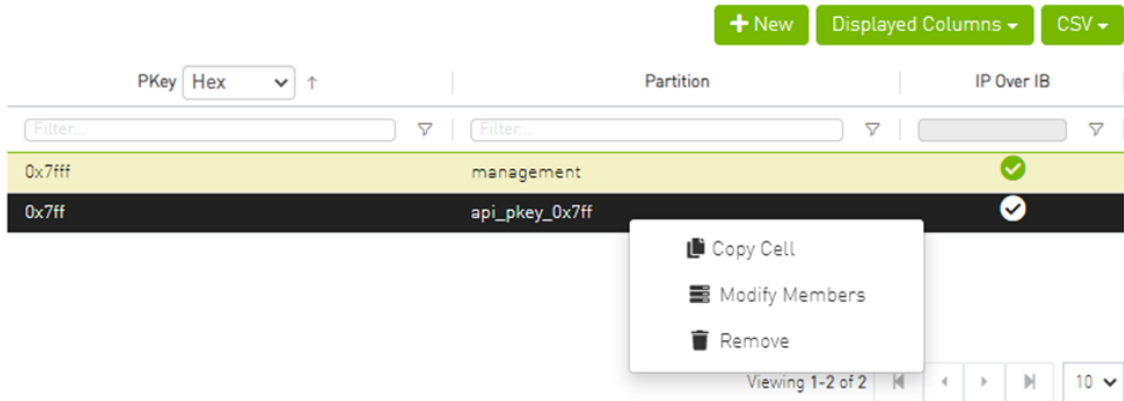 New Displayed Columns CSV
PKey Hex ↑ Partition IP Over IB
Filter... Filter...
0x7fff management
0x7ff api_pkey_0x7ff
Copy Cell
Modify Members
Remove
Viewing 1-2 of 2 10